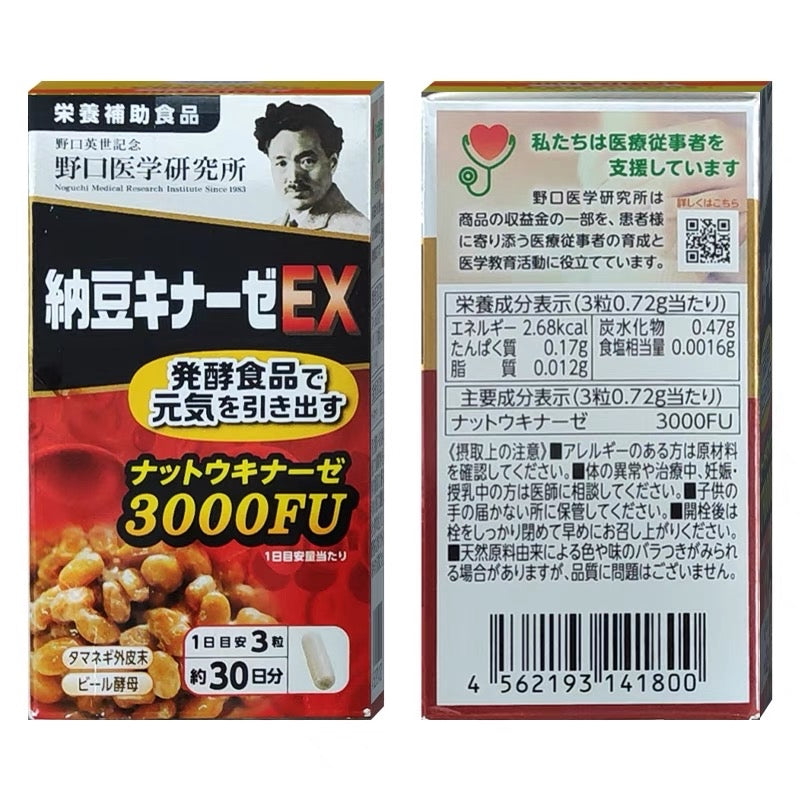 栄養補助食品
野口英世記念
野口医学研究所
Noguchi Medical Research Institute Since 1983
納豆キナーゼEX
発酵食品で
元気を引き出す
ナットウキナーゼ
3000FU
1日目安量当たり
タマネギ外皮末
ビール酵母
1日目安3粒
約30日分
私たちは医療従事者を
支援しています
野口医学研究所は
商品の収益金の一部を、患者様
に寄り添う医療従事者の育成と
医学教育活動に役立てています。
詳しくはこちら
栄養成分表示(3粒0.72g当たり)
エネルギー 2.68kcal 炭水化物 0.47g
たんぱく質 0.17g 食塩相当量 0.0016g
脂質 0.012g
主要成分表示(3粒0.72g当たり)
ナットウキナーゼ 3000FU
《摂取上の注意》■アレルギーのある方は原材料
を確認してください。■体の異常や治療中、妊娠・
授乳中の方は医師に相談してください。■子供の
手の届かない所に保管してください。■開栓後は
栓をしっかり閉めて早めにお召し上がりください。
■天然原料由来による色や味のバラつきがみられ
る場合がありますが、品質に問題はございません。
4 562193 141800